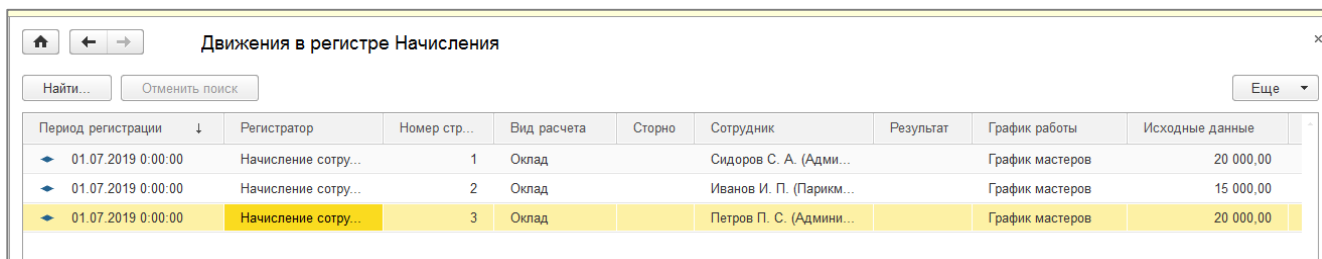 Движения в регистре Начисления
Найти... Отменить поиск Еще
Период регистрации ↓ Регистратор Номер стр... Вид расчета Сторно Сотрудник Результат График работы Исходные данные
01.07.2019 0:00:00 Начисление сотру... 1 Оклад Сидоров С. А. (Адми... График мастеров 20 000,00
01.07.2019 0:00:00 Начисление сотру... 2 Оклад Иванов И. П. (Парикм... График мастеров 15 000,00
01.07.2019 0:00:00 Начисление сотру... 3 Оклад Петров П. С. (Админи... График мастеров 20 000,00